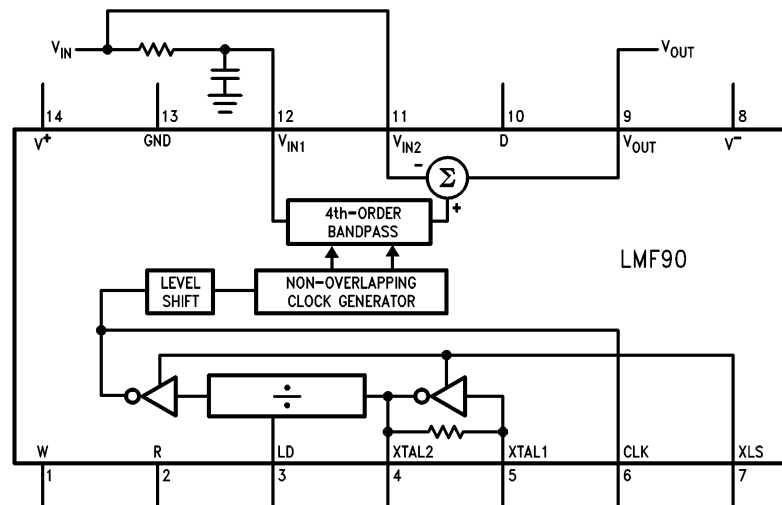 V_IN
V_OUT
14 13 12 11 10 9 8
V⁺ GND V_IN1 V_IN2 D V_OUT V⁻
- Σ +
4th-ORDER
BANDPASS
LMF90
LEVEL
SHIFT
NON-OVERLAPPING
CLOCK GENERATOR
÷
W R LD XTAL2 XTAL1 CLK XLS
1 2 3 4 5 6 7